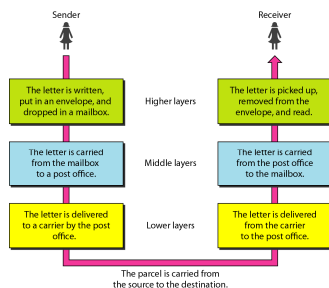 Sender
Receiver
The letter is written,
put in an envelope, and
dropped in a mailbox.
Higher layers
The letter is picked up,
removed from the
envelope, and read.
The letter is carried
from the mailbox
to a post office.
Middle layers
The letter is carried
from the post office
to the mailbox.
The letter is delivered
to a carrier by the post
office.
Lower layers
The letter is delivered
from the carrier
to the post office.
The parcel is carried from
the source to the destination.